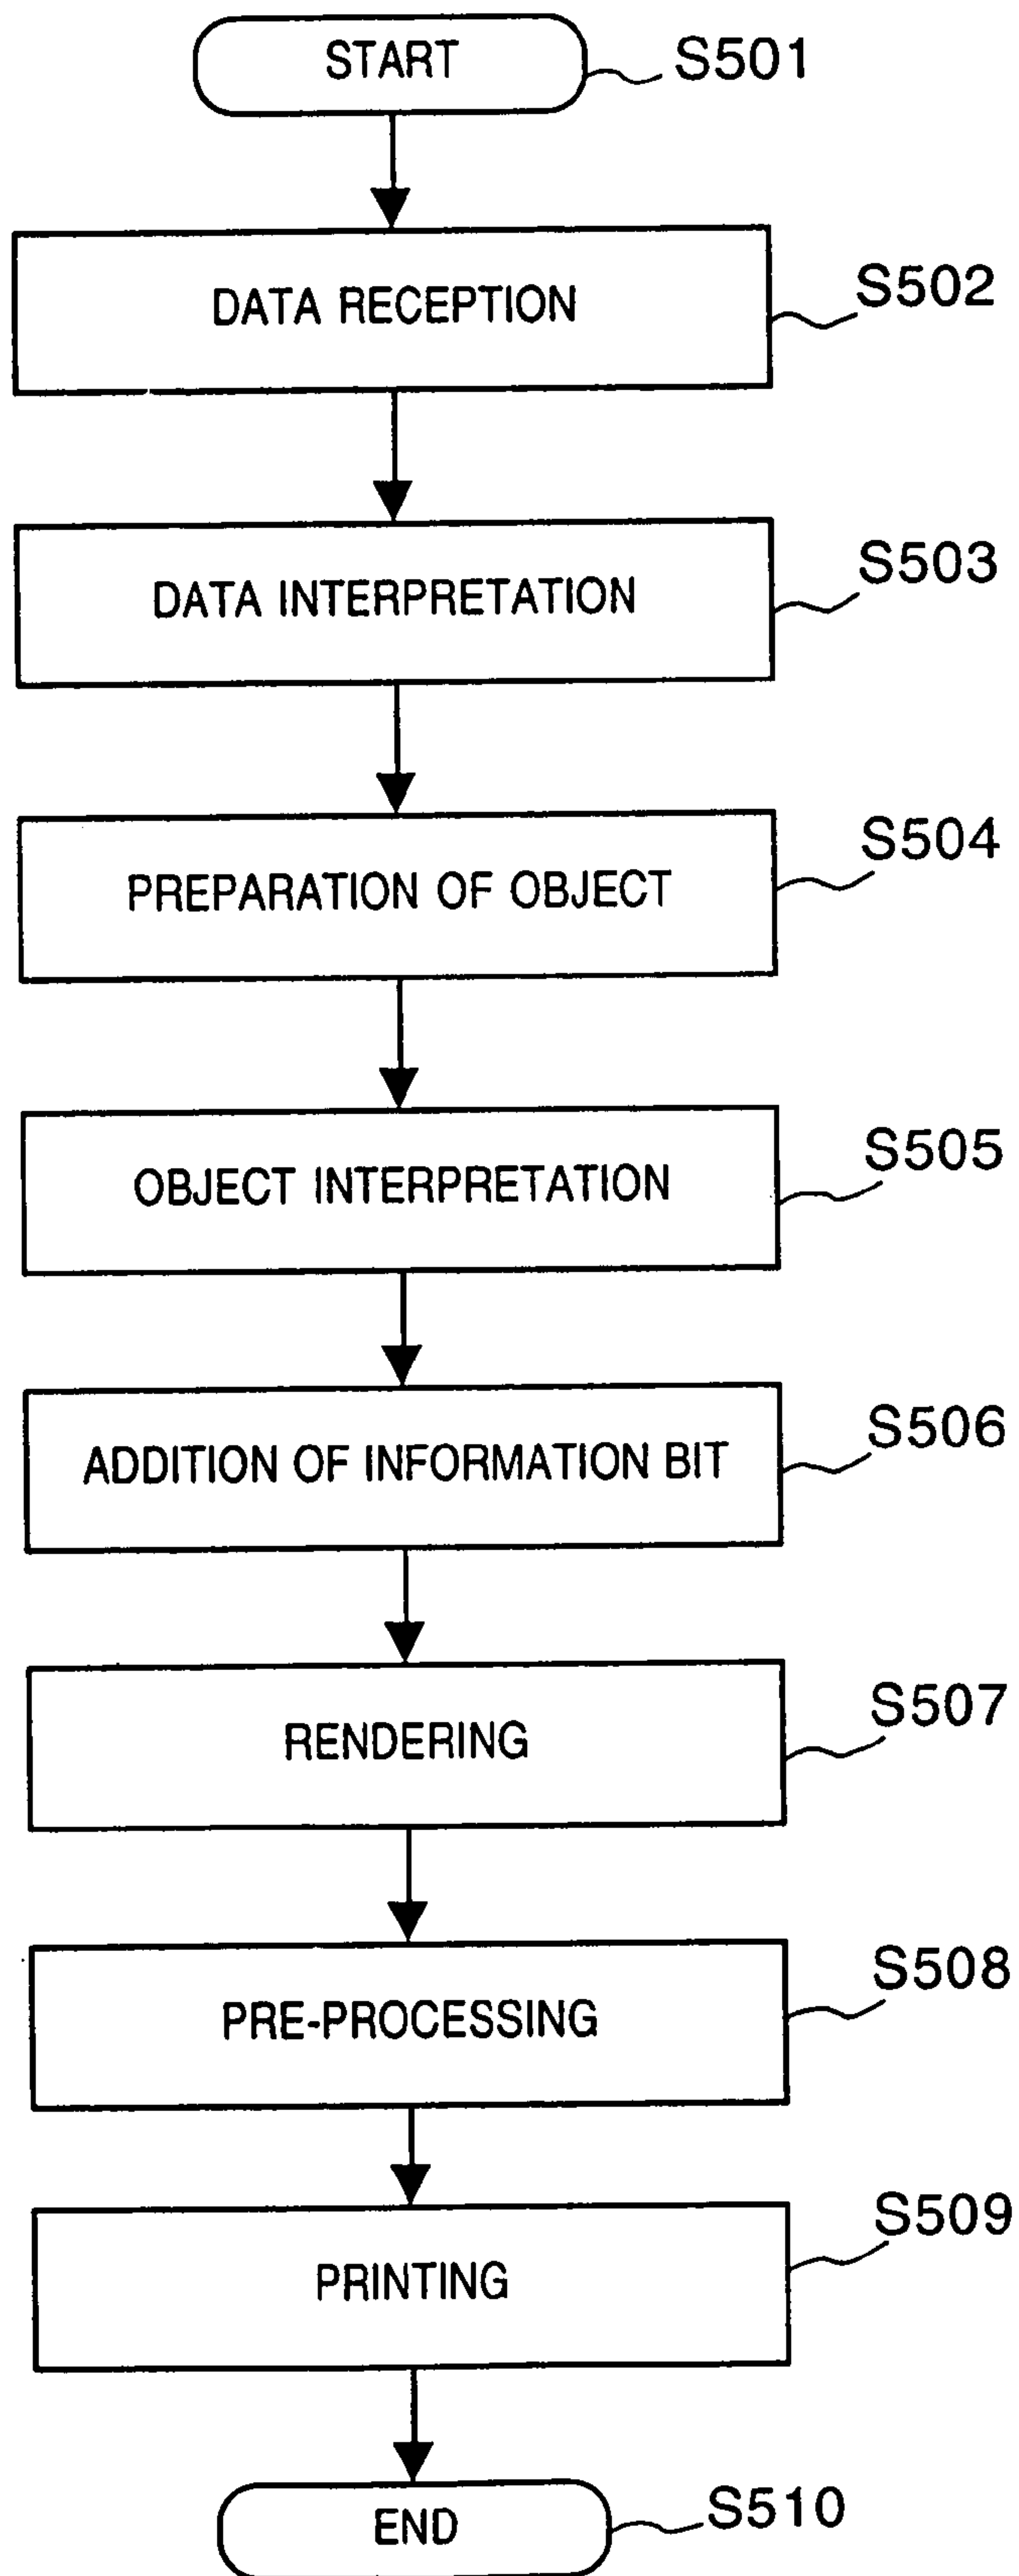 START S501
DATA RECEPTION S502
DATA INTERPRETATION S503
PREPARATION OF OBJECT S504
OBJECT INTERPRETATION S505
ADDITION OF INFORMATION BIT S506
RENDERING S507
PRE-PROCESSING S508
PRINTING S509
END S510